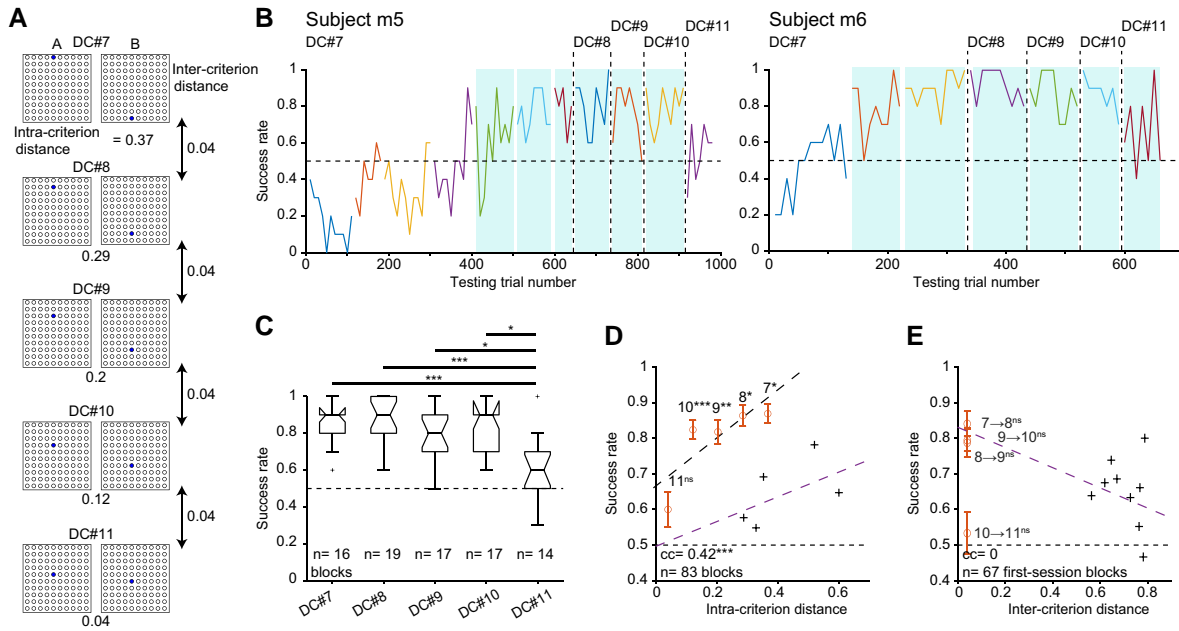 A
DC#7
A B
Inter-criterion
distance
Intra-criterion
distance
= 0.37
0.04
DC#8
0.29
0.04
DC#9
0.2
0.04
DC#10
0.12
0.04
DC#11
0.04
B
Subject m5
DC#7
DC#8
DC#9
DC#10
DC#11
Success rate
1
0.8
0.6
0.4
0.2
0
0 200 400 600 800 1000
Testing trial number
Subject m6
DC#7
DC#8
DC#9
DC#10
DC#11
Success rate
1
0.8
0.6
0.4
0.2
0
0 200 400 600
Testing trial number
C
*
*
***
***
Success rate
1.0
0.8
0.6
0.4
0.2
0
n= 16 n= 19 n= 17 n= 17 n= 14
blocks
DC#7 DC#8 DC#9 DC#10 DC#11
D
Success rate
1
0.9
0.8
0.7
0.6
0.5
0.4
10*** 9** 8* 7*
11ns
cc= 0.42***
n= 83 blocks
0 0.2 0.4 0.6
Intra-criterion distance
E
Success rate
1
0.9
0.8
0.7
0.6
0.5
0.4
7→8ns
9→10ns
8→9ns
10→11ns
cc= 0
n= 67 first-session blocks
0 0.2 0.4 0.6 0.8
Inter-criterion distance